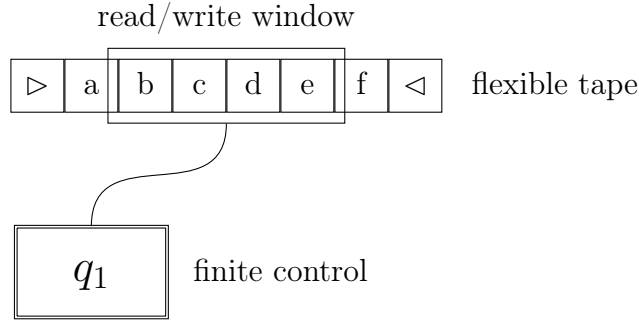 read/write window
▷ a b c d e f ◁ flexible tape
q₁ finite control